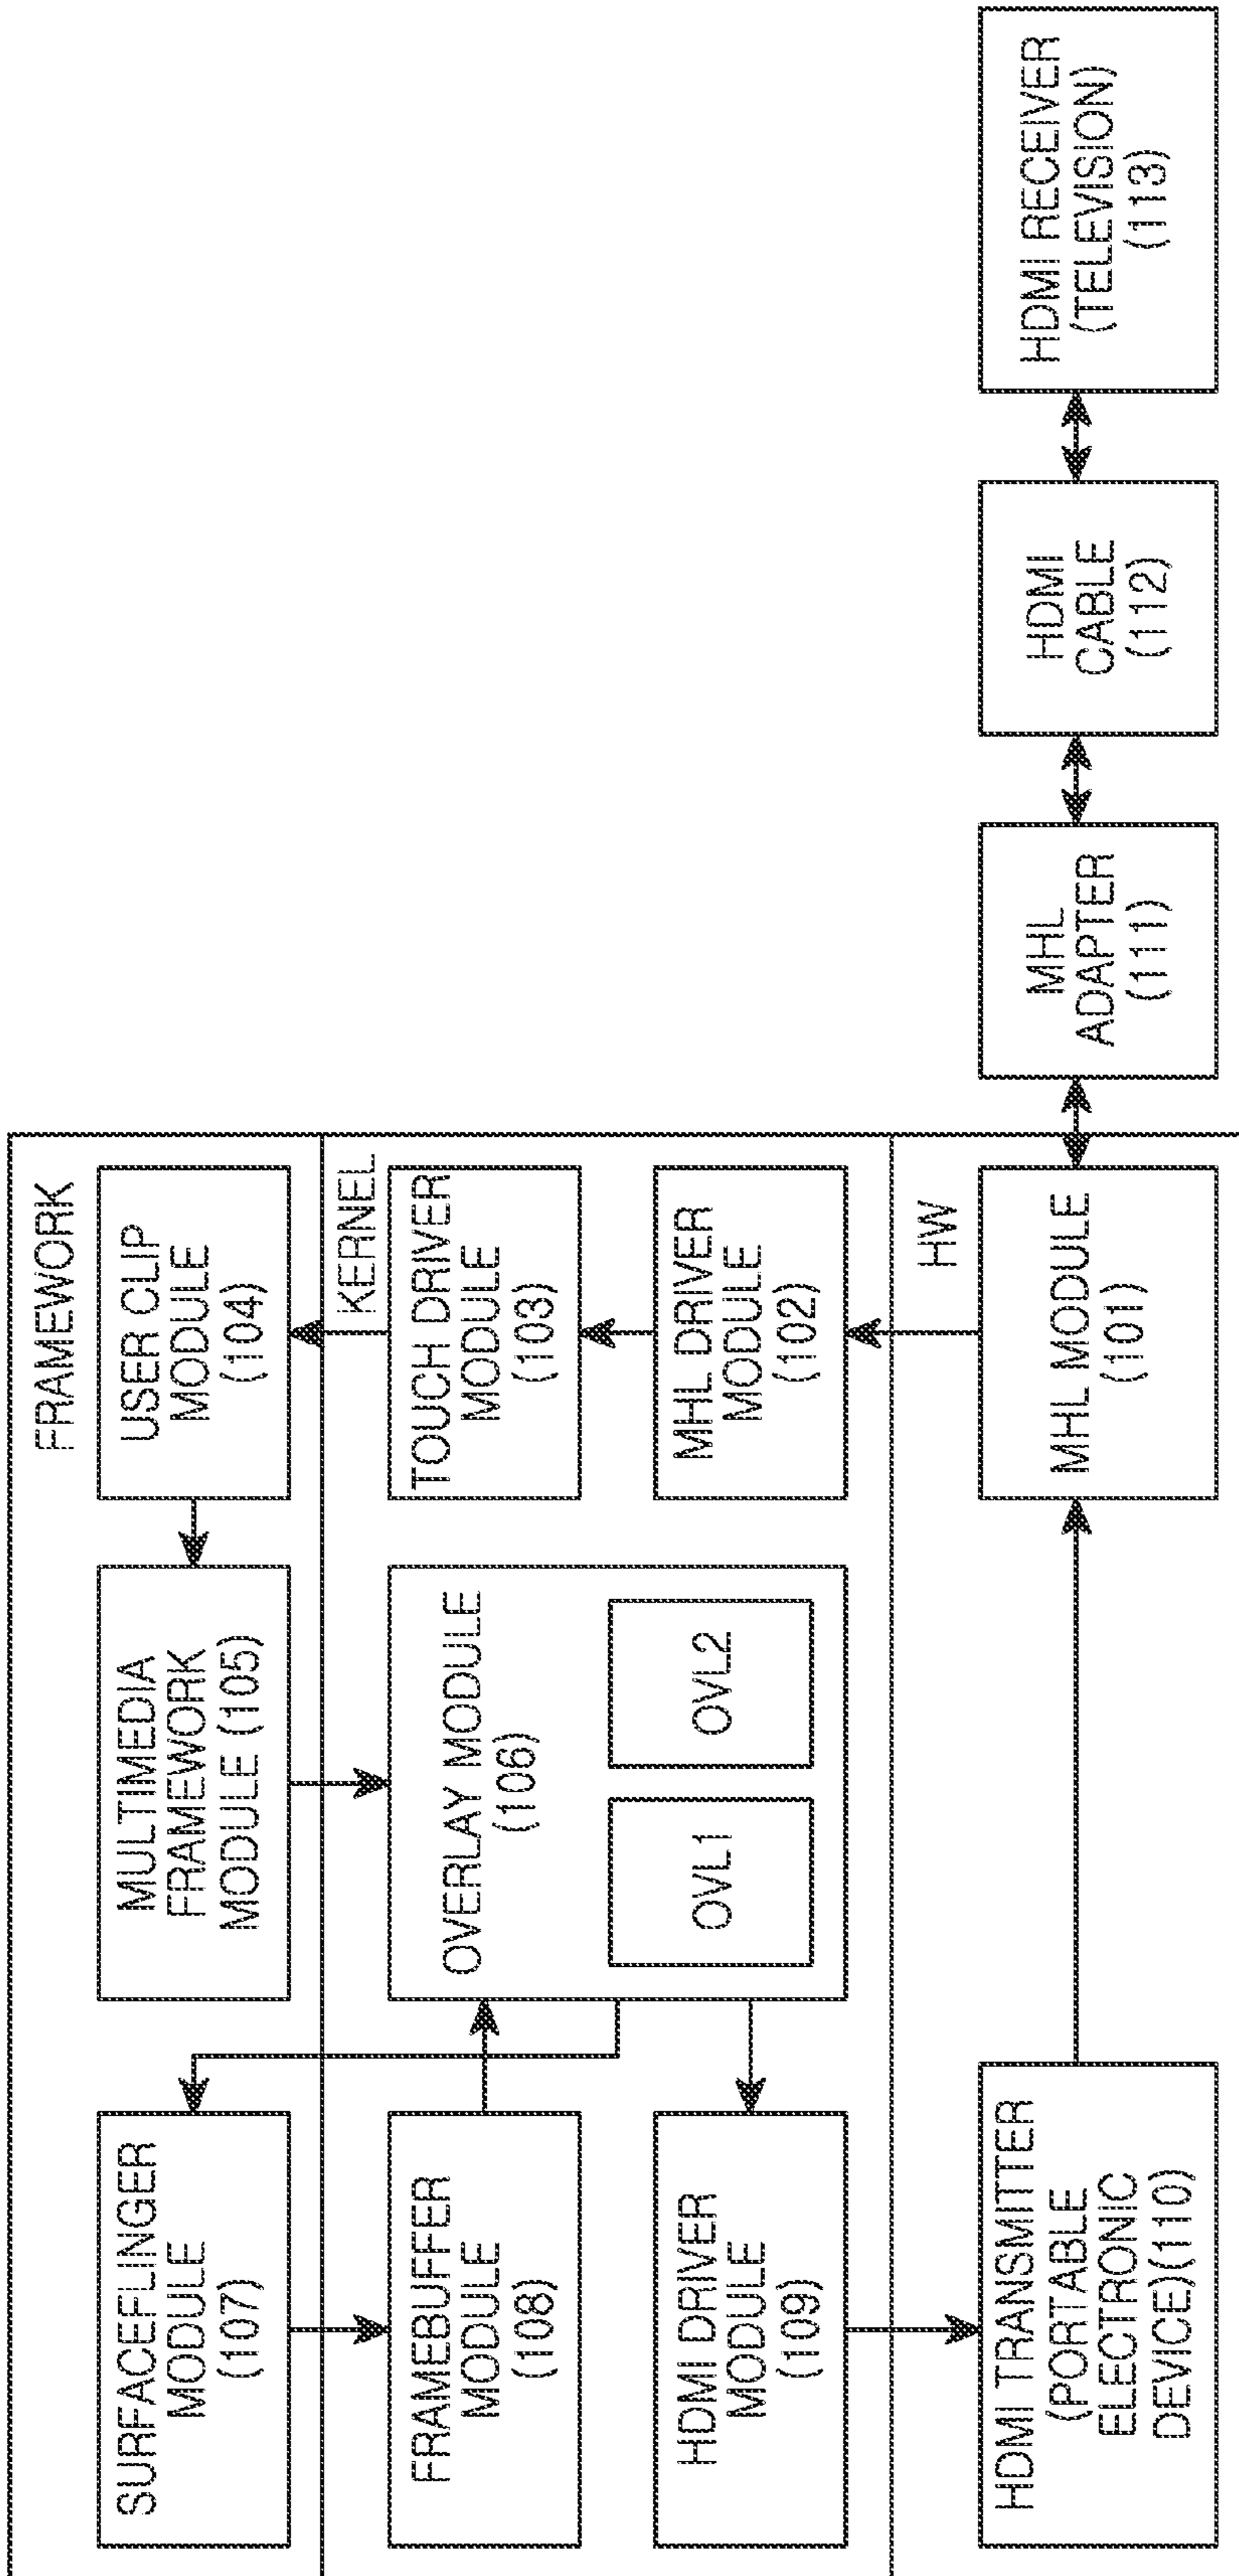 FRAMEWORK
SURFACEFLINGER
MODULE
(107)
MULTIMEDIA
FRAMEWORK
MODULE (105)
USER CLIP
MODULE
(104)
KERNEL
FRAMEBUFFER
MODULE
(108)
OVERLAY MODULE
(106)
OVL1
OVL2
TOUCH DRIVER
MODULE
(103)
HDMI DRIVER
MODULE
(109)
MHL DRIVER
MODULE
(102)
HW
HDMI TRANSMITTER
(PORTABLE
ELECTRONIC
DEVICE)(110)
MHL MODULE
(101)
MHL
ADAPTER
(111)
HDMI
CABLE
(112)
HDMI RECEIVER
(TELEVISION)
(113)